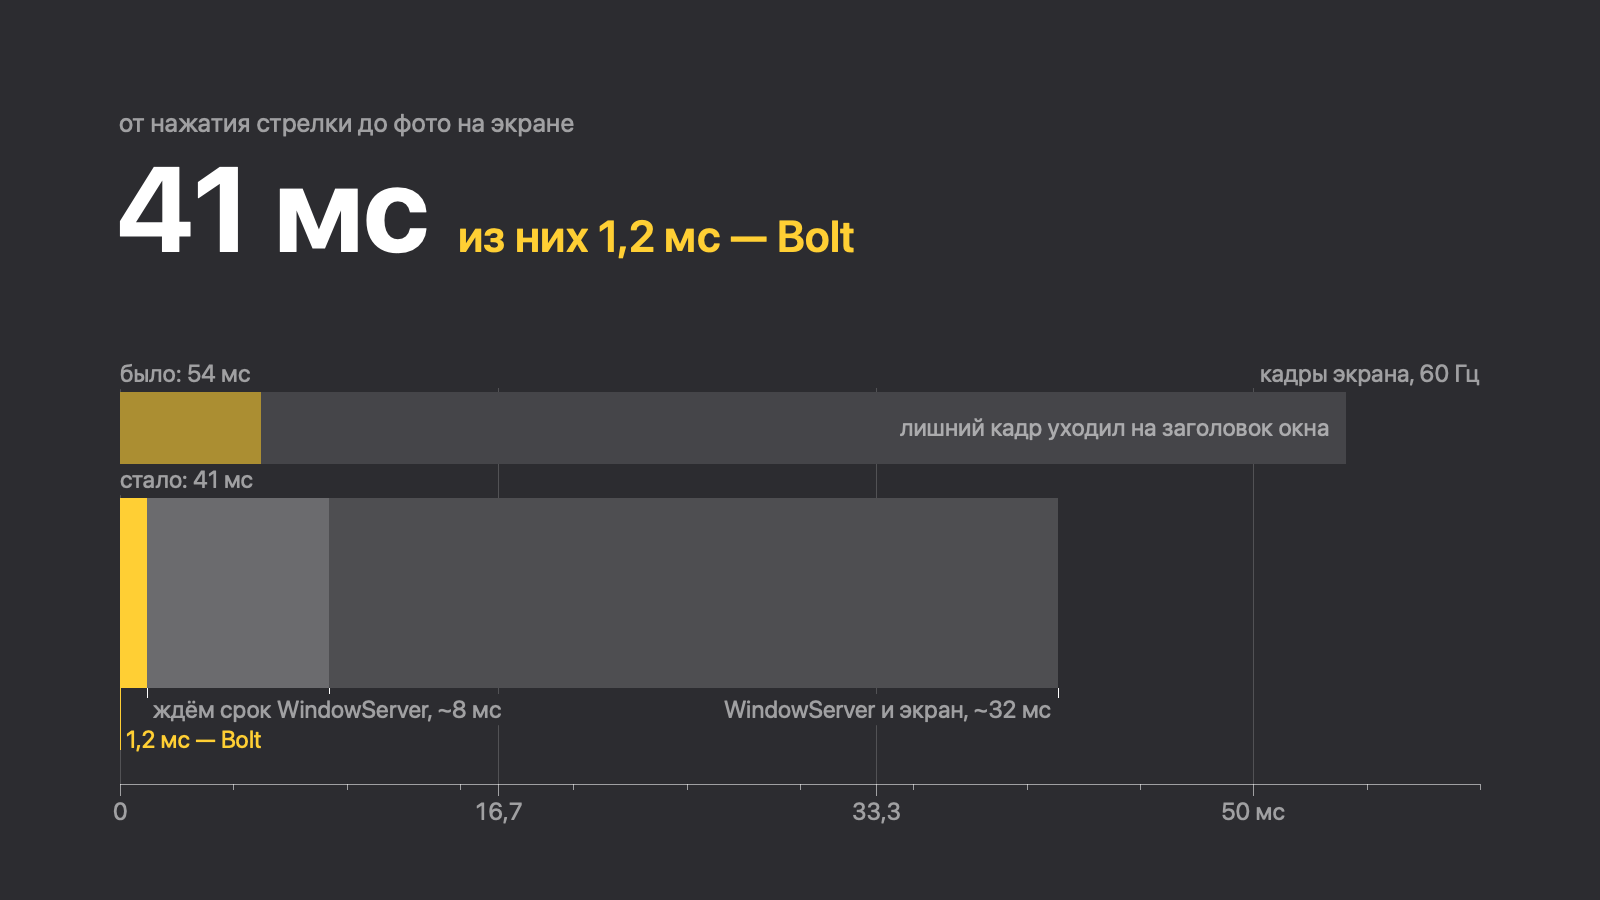 от нажатия стрелки до фото на экране
41 мс из них 1,2 мс — Bolt
было: 54 мс
кадры экрана, 60 Гц
лишний кадр уходил на заголовок окна
стало: 41 мс
ждём срок WindowServer, ~8 мс
WindowServer и экран, ~32 мс
1,2 мс — Bolt
0
16,7
33,3
50 мс